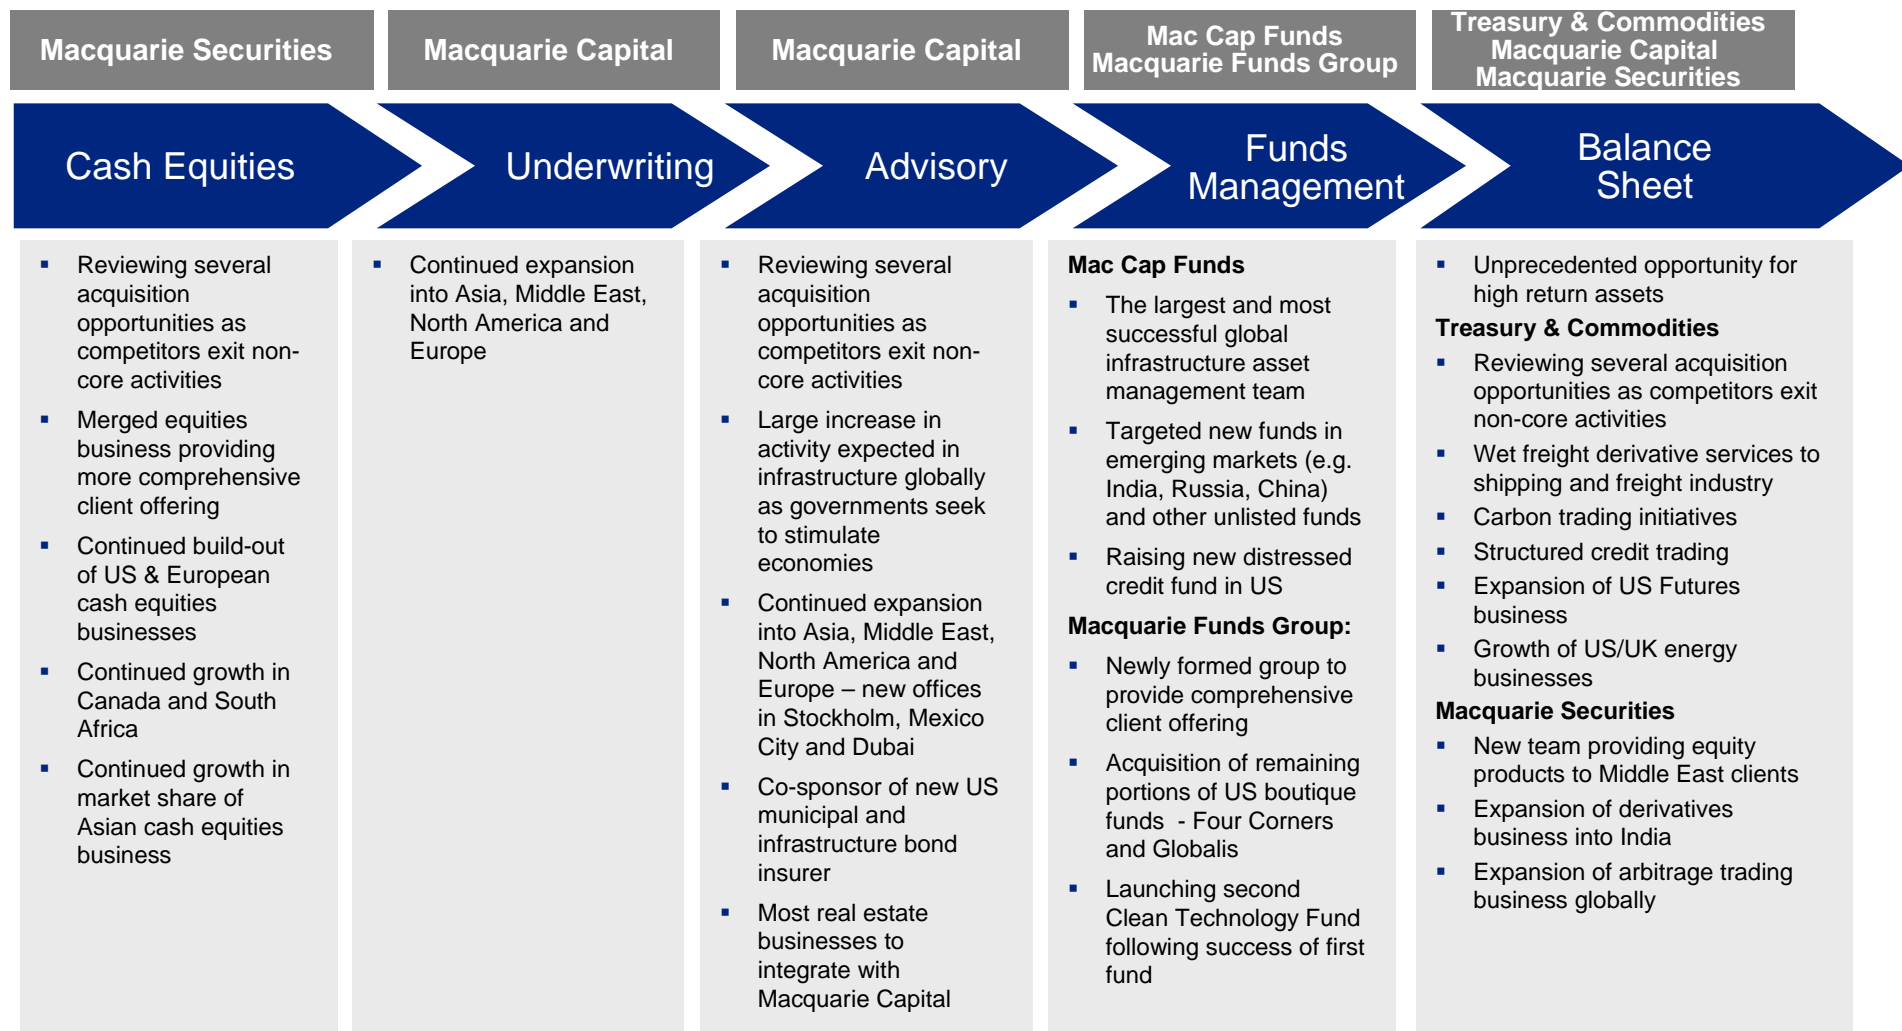 Macquarie Securities
Macquarie Capital
Macquarie Capital
Mac Cap Funds
Macquarie Funds Group
Treasury & Commodities
Macquarie Capital
Macquarie Securities
Cash Equities
Underwriting
Advisory
Funds
Management
Balance
Sheet
▪ Reviewing several
acquisition
opportunities as
competitors exit non-
core activities
▪ Merged equities
business providing
more comprehensive
client offering
▪ Continued build-out
of US & European
cash equities
businesses
▪ Continued growth in
Canada and South
Africa
▪ Continued growth in
market share of
Asian cash equities
business
▪ Continued expansion
into Asia, Middle East,
North America and
Europe
▪ Reviewing several
acquisition
opportunities as
competitors exit non-
core activities
▪ Large increase in
activity expected in
infrastructure globally
as governments seek
to stimulate
economies
▪ Continued expansion
into Asia, Middle East,
North America and
Europe – new offices
in Stockholm, Mexico
City and Dubai
▪ Co-sponsor of new US
municipal and
infrastructure bond
insurer
▪ Most real estate
businesses to
integrate with
Macquarie Capital
Mac Cap Funds
▪ The largest and most
successful global
infrastructure asset
management team
▪ Targeted new funds in
emerging markets (e.g.
India, Russia, China)
and other unlisted funds
▪ Raising new distressed
credit fund in US
Macquarie Funds Group:
▪ Newly formed group to
provide comprehensive
client offering
▪ Acquisition of remaining
portions of US boutique
funds - Four Corners
and Globalis
▪ Launching second
Clean Technology Fund
following success of first
fund
▪ Unprecedented opportunity for
high return assets
Treasury & Commodities
▪ Reviewing several acquisition
opportunities as competitors exit
non-core activities
▪ Wet freight derivative services to
shipping and freight industry
▪ Carbon trading initiatives
▪ Structured credit trading
▪ Expansion of US Futures
business
▪ Growth of US/UK energy
businesses
Macquarie Securities
▪ New team providing equity
products to Middle East clients
▪ Expansion of derivatives
business into India
▪ Expansion of arbitrage trading
business globally